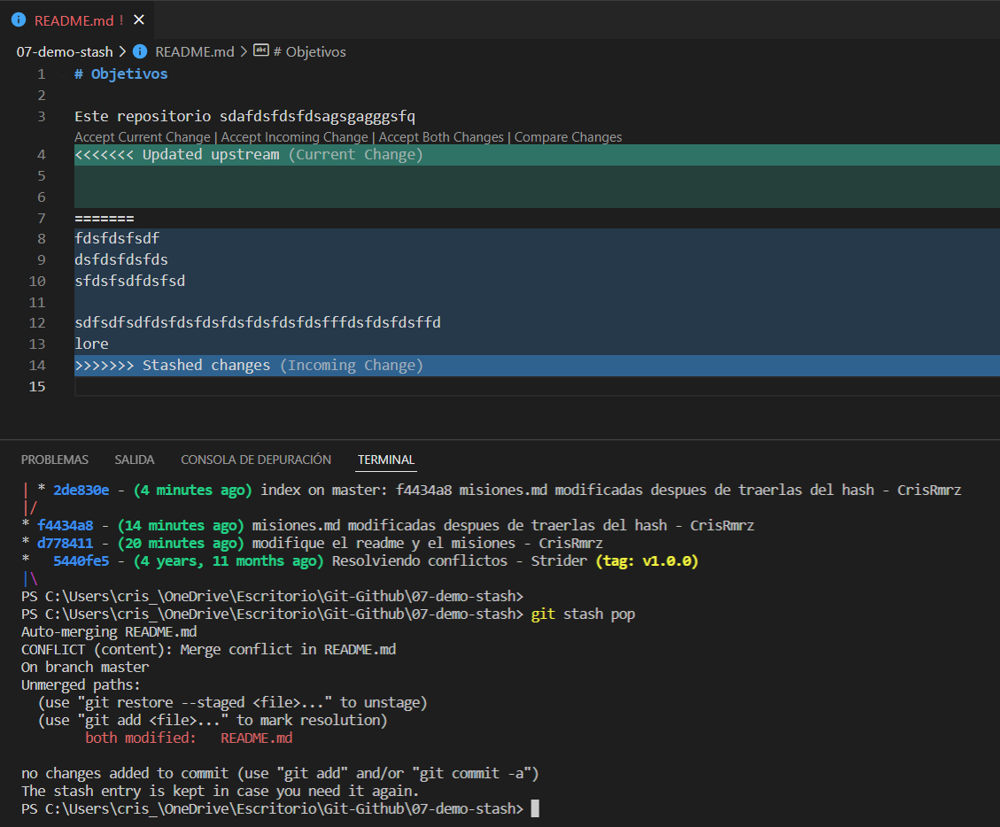 README.md !
07-demo-stash > README.md > abc # Objetivos
1 # Objetivos
2
3 Este repositorio sdafdsfdsfdsagsgagggsfq
Accept Current Change | Accept Incoming Change | Accept Both Changes | Compare Changes
4 <<<<<<< Updated upstream (Current Change)
5
6
7 =======
8 fdsfdsfsdf
9 dsfdsfdsfds
10 sfdsfsdfdsfsd
11
12 sdfsdfsdfdsfdsfdsfdsfdsfdsfdsfffdsfdsfdsffd
13 lore
14 >>>>>>> Stashed changes (Incoming Change)
15
PROBLEMAS SALIDA CONSOLA DE DEPURACIÓN TERMINAL
| * 2de830e - (4 minutes ago) index on master: f4434a8 misiones.md modificadas despues de traerlas del hash - CrisRmrz
|/
* f4434a8 - (14 minutes ago) misiones.md modificadas despues de traerlas del hash - CrisRmrz
* d778411 - (20 minutes ago) modifique el readme y el misiones - CrisRmrz
*   5440fe5 - (4 years, 11 months ago) Resolviendo conflictos - Strider (tag: v1.0.0)
|\
PS C:\Users\cris_\OneDrive\Escritorio\Git-Github\07-demo-stash>
PS C:\Users\cris_\OneDrive\Escritorio\Git-Github\07-demo-stash> git stash pop
Auto-merging README.md
CONFLICT (content): Merge conflict in README.md
On branch master
Unmerged paths:
  (use "git restore --staged <file>..." to unstage)
  (use "git add <file>..." to mark resolution)
        both modified:   README.md

no changes added to commit (use "git add" and/or "git commit -a")
The stash entry is kept in case you need it again.
PS C:\Users\cris_\OneDrive\Escritorio\Git-Github\07-demo-stash>